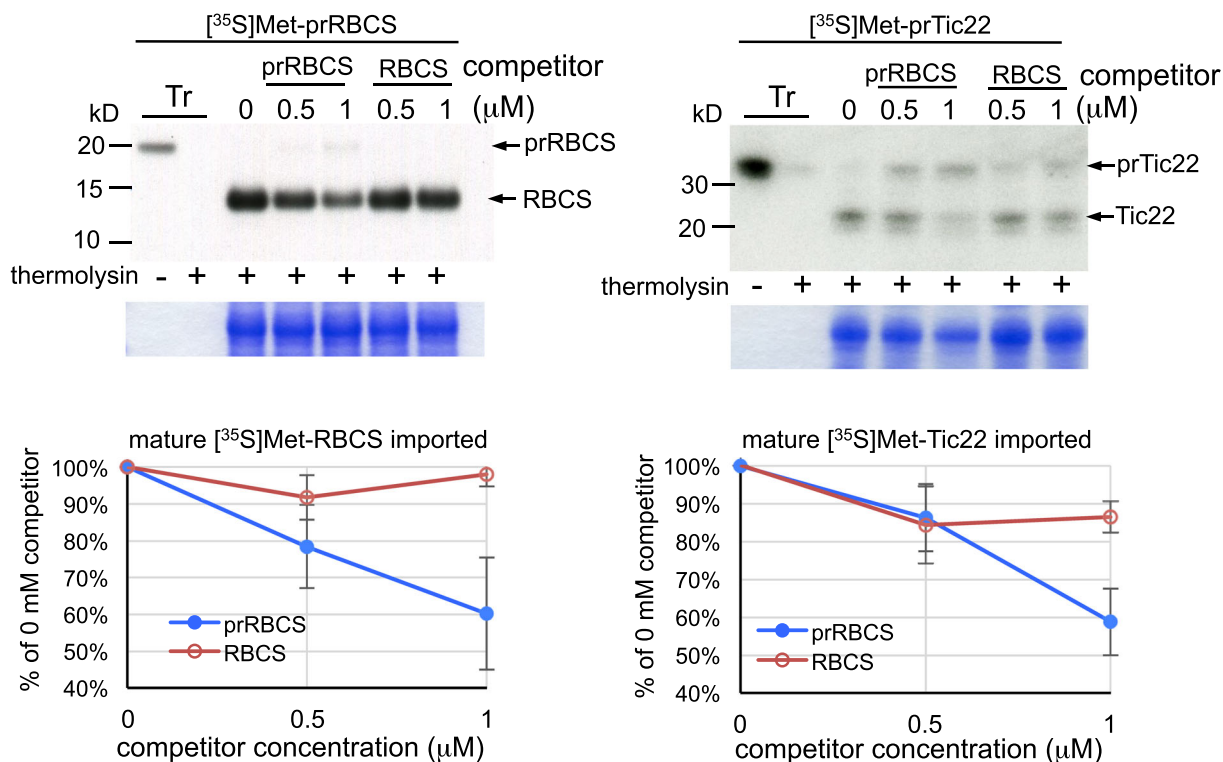 [³⁵S]Met-prRBCS
prRBCS RBCS competitor
kD Tr 0 0.5 1 0.5 1 (μM)
20 prRBCS
15 RBCS
10
thermolysin - + + + + + +
[³⁵S]Met-prTic22
prRBCS RBCS competitor
kD Tr 0 0.5 1 0.5 1 (μM)
prTic22
30
20 Tic22
thermolysin - + + + + + +
mature [³⁵S]Met-RBCS imported
% of 0 mM competitor
100%
90%
80%
70%
60%
50%
40%
prRBCS
RBCS
0 0.5 1
competitor concentration (μM)
mature [³⁵S]Met-Tic22 imported
% of 0 mM competitor
100%
90%
80%
70%
60%
50%
40%
prRBCS
RBCS
0 0.5 1
competitor concentration (μM)